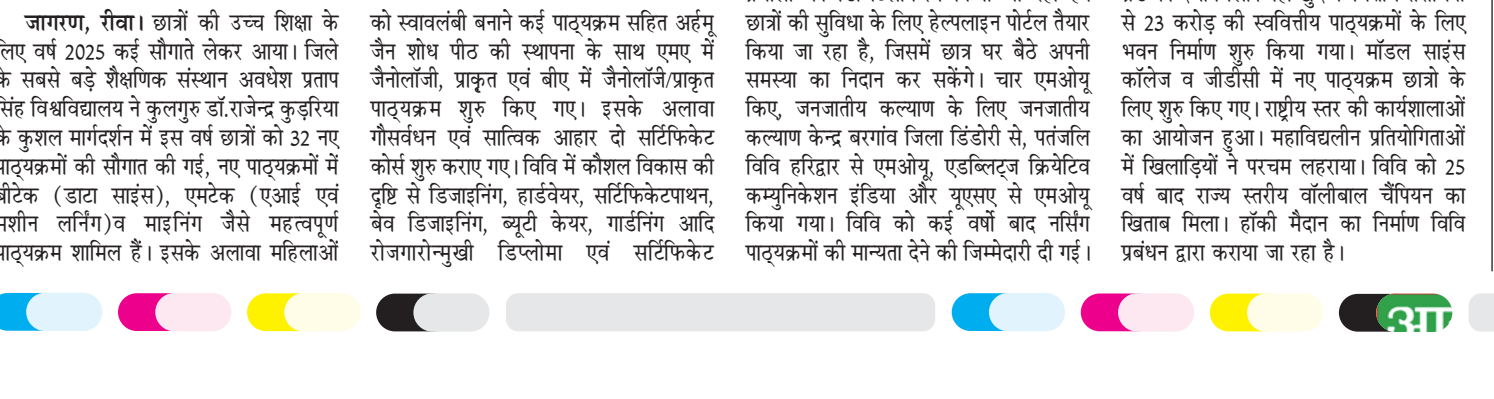 जागरण, रीवा। छात्रों की उच्च शिक्षा के
लिए वर्ष 2025 कई सौगाते लेकर आया। जिले
के सबसे बड़े शैक्षणिक संस्थान अवधेश प्रताप
सिंह विश्वविद्यालय ने कुलगुरु डॉ.राजेन्द्र कुड़रिया
के कुशल मार्गदर्शन में इस वर्ष छात्रों को 32 नए
पाठ्यक्रमों की सौगात की गई, नए पाठ्यक्रमों में
बीटेक (डाटा साइंस), एमटेक (एआई एवं
मशीन लर्निंग)व माइनिंग जैसे महत्वपूर्ण
पाठ्यक्रम शामिल हैं। इसके अलावा महिलाओं
को स्वावलंबी बनाने कई पाठ्यक्रम सहित अर्हम्
जैन शोध पीठ की स्थापना के साथ एमए में
जैनोलॉजी, प्राकृत एवं बीए में जैनोलॉजे/प्राकृत
पाठ्यक्रम शुरु किए गए। इसके अलावा
गौसर्वधन एवं सात्विक आहार दो सर्टिफिकेट
कोर्स शुरु कराए गए। विवि में कौशल विकास की
दृष्टि से डिजाइनिंग, हार्डवेयर, सर्टिफिकेटपाथन,
बेव डिजाइनिंग, ब्यूटी केयर, गार्डनिंग आदि
रोजगारोन्मुखी डिप्लोमा एवं सर्टिफिकेट
छात्रों की सुविधा के लिए हेल्पलाइन पोर्टल तैयार
किया जा रहा है, जिसमें छात्र घर बैठे अपनी
समस्या का निदान कर सकेंगे। चार एमओयू
किए, जनजातीय कल्याण के लिए जनजातीय
कल्याण केन्द्र बरगांव जिला डिंडोरी से, पतंजलि
विवि हरिद्वार से एमओयू, एडब्लिट्ज क्रियेटिव
कम्युनिकेशन इंडिया और यूएसए से एमओयू
किया गया। विवि को कई वर्षो बाद नर्सिंग
पाठ्यक्रमों की मान्यता देने की जिम्मेदारी दी गई।
से 23 करोड़ की स्ववित्तीय पाठ्यक्रमों के लिए
भवन निर्माण शुरु किया गया। मॉडल साइंस
कॉलेज व जीडीसी में नए पाठ्यक्रम छात्रो के
लिए शुरु किए गए। राष्ट्रीय स्तर की कार्यशालाओं
का आयोजन हुआ। महाविद्यालीन प्रतियोगिताओं
में खिलाड़ियों ने परचम लहराया। विवि को 25
वर्ष बाद राज्य स्तरीय वॉलीबाल चैंपियन का
खिताब मिला। हॉकी मैदान का निर्माण विवि
प्रबंधन द्वारा कराया जा रहा है।
आ